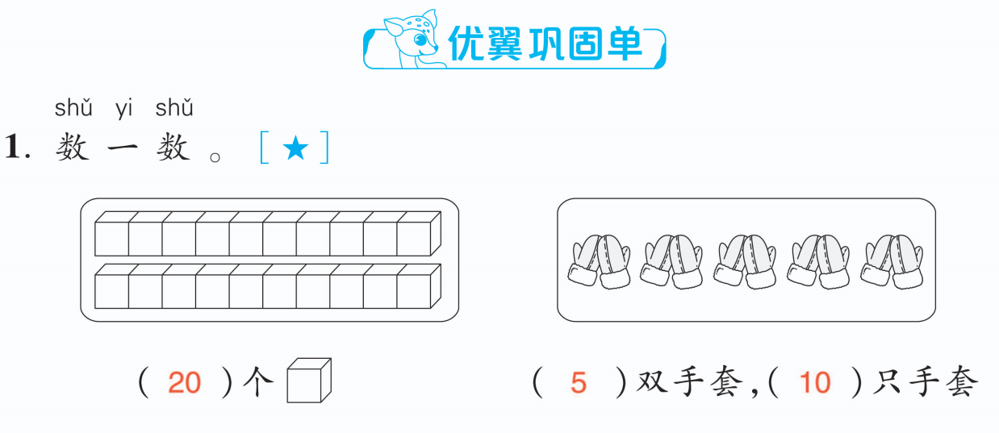 优翼巩固单
shǔ yi shǔ
1. 数一数。[★]
( 20 )个 ( 5 )双手套,( 10 )只手套